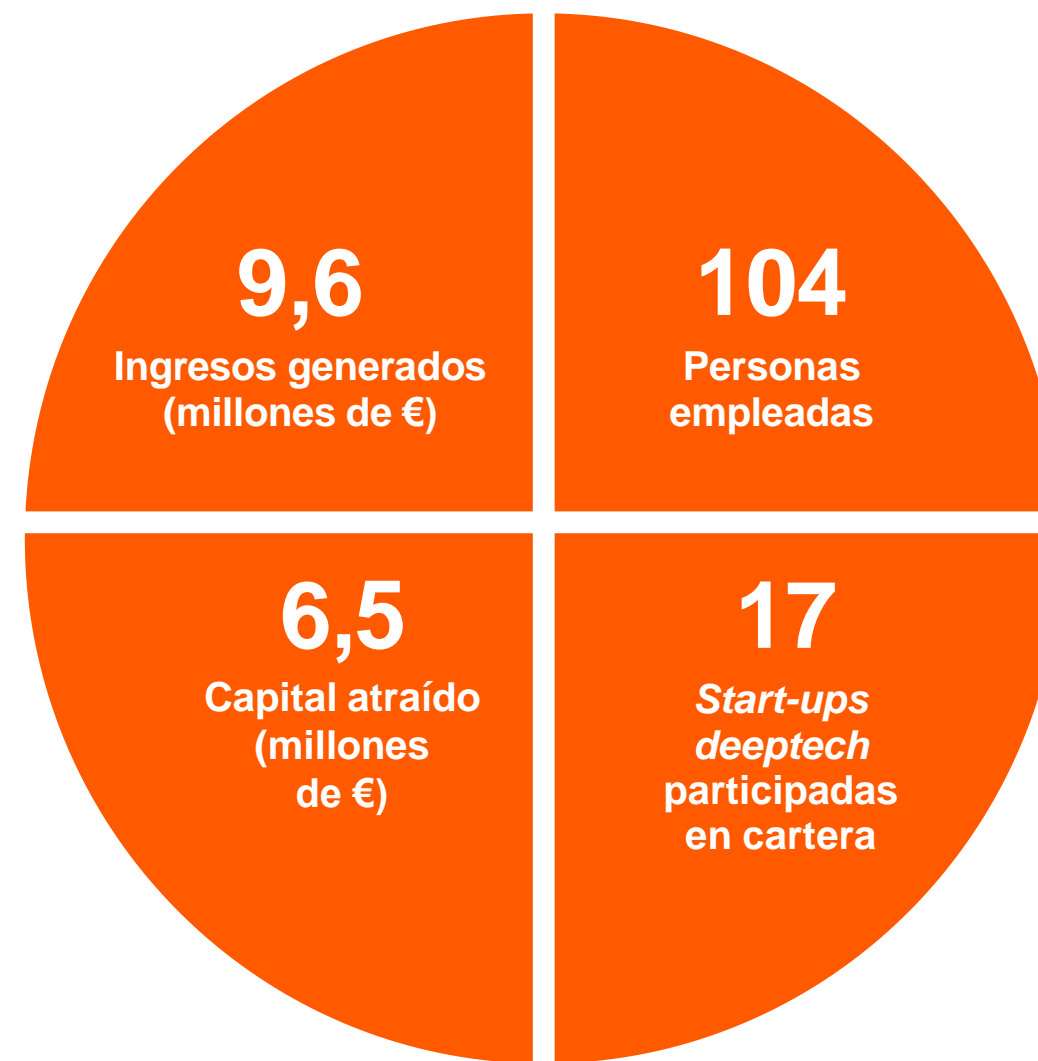 9,6
Ingresos generados
(millones de €)
104
Personas
empleadas
6,5
Capital atraído
(millones
de €)
17
Start-ups
deeptech
participadas
en cartera